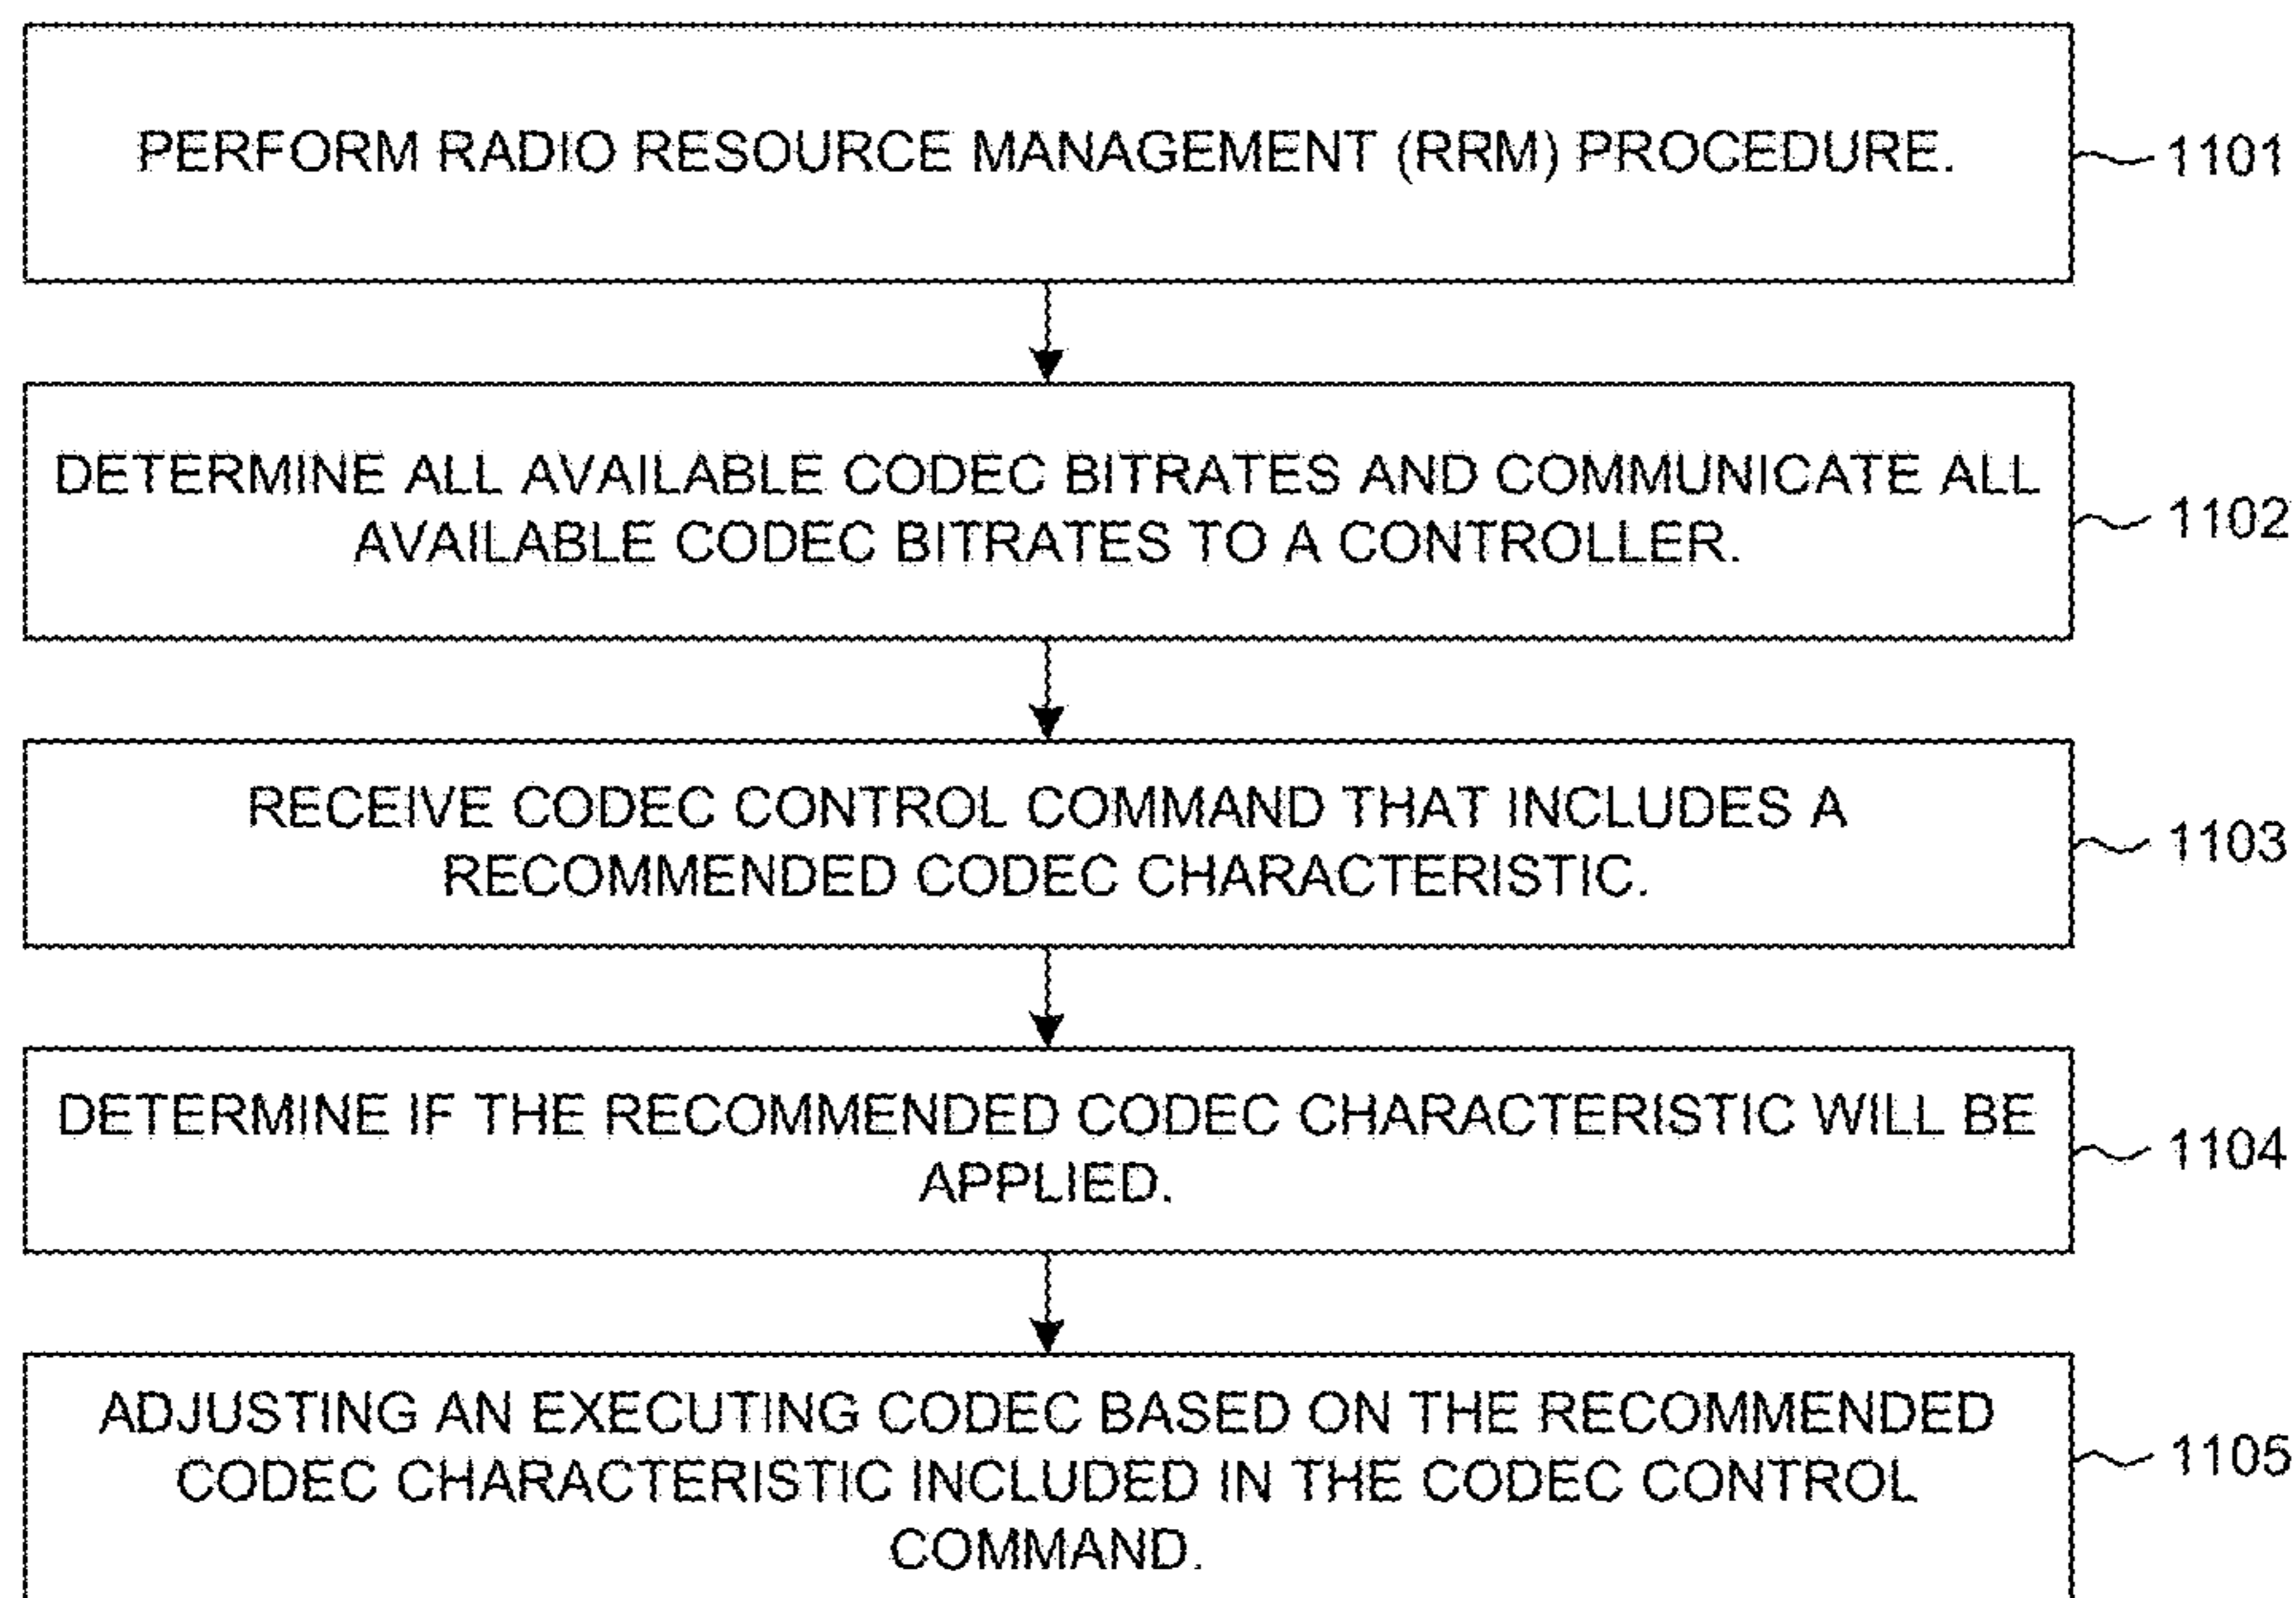 PERFORM RADIO RESOURCE MANAGEMENT (RRM) PROCEDURE.
1101
DETERMINE ALL AVAILABLE CODEC BITRATES AND COMMUNICATE ALL
AVAILABLE CODEC BITRATES TO A CONTROLLER.
1102
RECEIVE CODEC CONTROL COMMAND THAT INCLUDES A
RECOMMENDED CODEC CHARACTERISTIC.
1103
DETERMINE IF THE RECOMMENDED CODEC CHARACTERISTIC WILL BE
APPLIED.
1104
ADJUSTING AN EXECUTING CODEC BASED ON THE RECOMMENDED
CODEC CHARACTERISTIC INCLUDED IN THE CODEC CONTROL
COMMAND.
1105